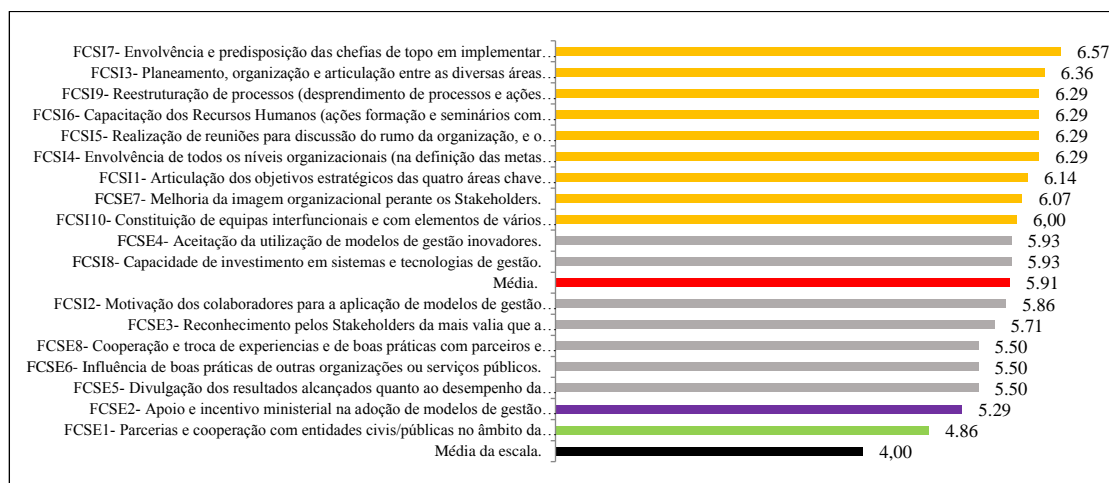 FCSI7- Envolvência e predisposição das chefias de topo em implementar… 6.57
FCSI3- Planeamento, organização e articulação entre as diversas áreas… 6.36
FCSI9- Reestruturação de processos (desprendimento de processos e ações… 6.29
FCSI6- Capacitação dos Recursos Humanos (ações formação e seminários com… 6.29
FCSI5- Realização de reuniões para discussão do rumo da organização, e o… 6.29
FCSI4- Envolvência de todos os níveis organizacionais (na definição das metas… 6.29
FCSI1- Articulação dos objetivos estratégicos das quatro áreas chave… 6.14
FCSE7- Melhoria da imagem organizacional perante os Stakeholders. 6.07
FCSI10- Constituição de equipas interfuncionais e com elementos de vários… 6,00
FCSE4- Aceitação da utilização de modelos de gestão inovadores. 5.93
FCSI8- Capacidade de investimento em sistemas e tecnologias de gestão. 5.93
Média. 5.91
FCSI2- Motivação dos colaboradores para a aplicação de modelos de gestão… 5.86
FCSE3- Reconhecimento pelos Stakeholders da mais valia que a… 5.71
FCSE8- Cooperação e troca de experiencias e de boas práticas com parceiros e… 5.50
FCSE6- Influência de boas práticas de outras organizações ou serviços públicos. 5.50
FCSE5- Divulgação dos resultados alcançados quanto ao desempenho da… 5.50
FCSE2- Apoio e incentivo ministerial na adoção de modelos de gestão… 5.29
FCSE1- Parcerias e cooperação com entidades civis/públicas no âmbito da… 4.86
Média da escala. 4,00